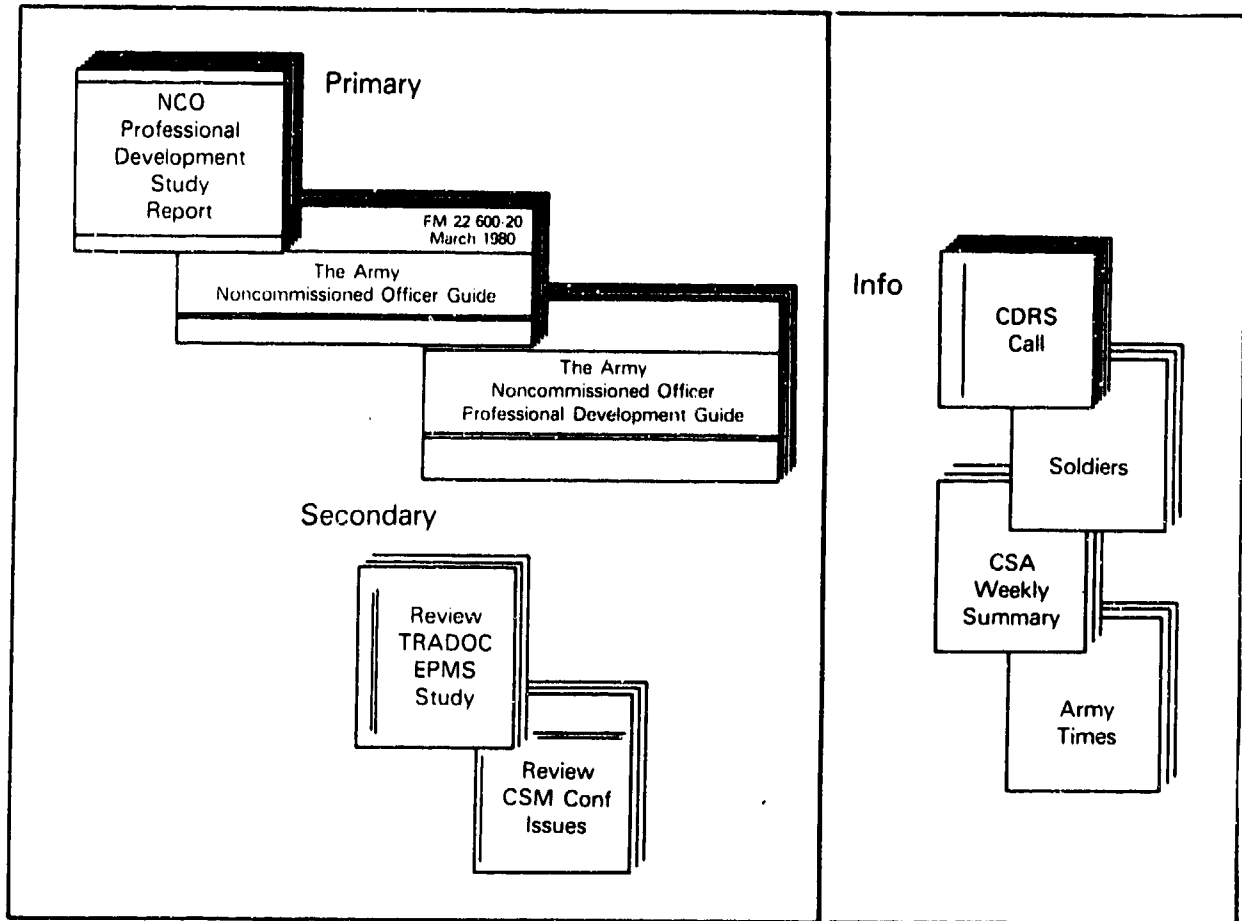 Primary
NCO
Professional
Development
Study
Report
FM 22 600-20
March 1980
The Army
Noncommissioned Officer Guide
The Army
Noncommissioned Officer
Professional Development Guide
Secondary
Review
TRADOC
EPMS
Study
Review
CSM Conf
Issues
Info
CDRS
Call
Soldiers
CSA
Weekly
Summary
Army
Times